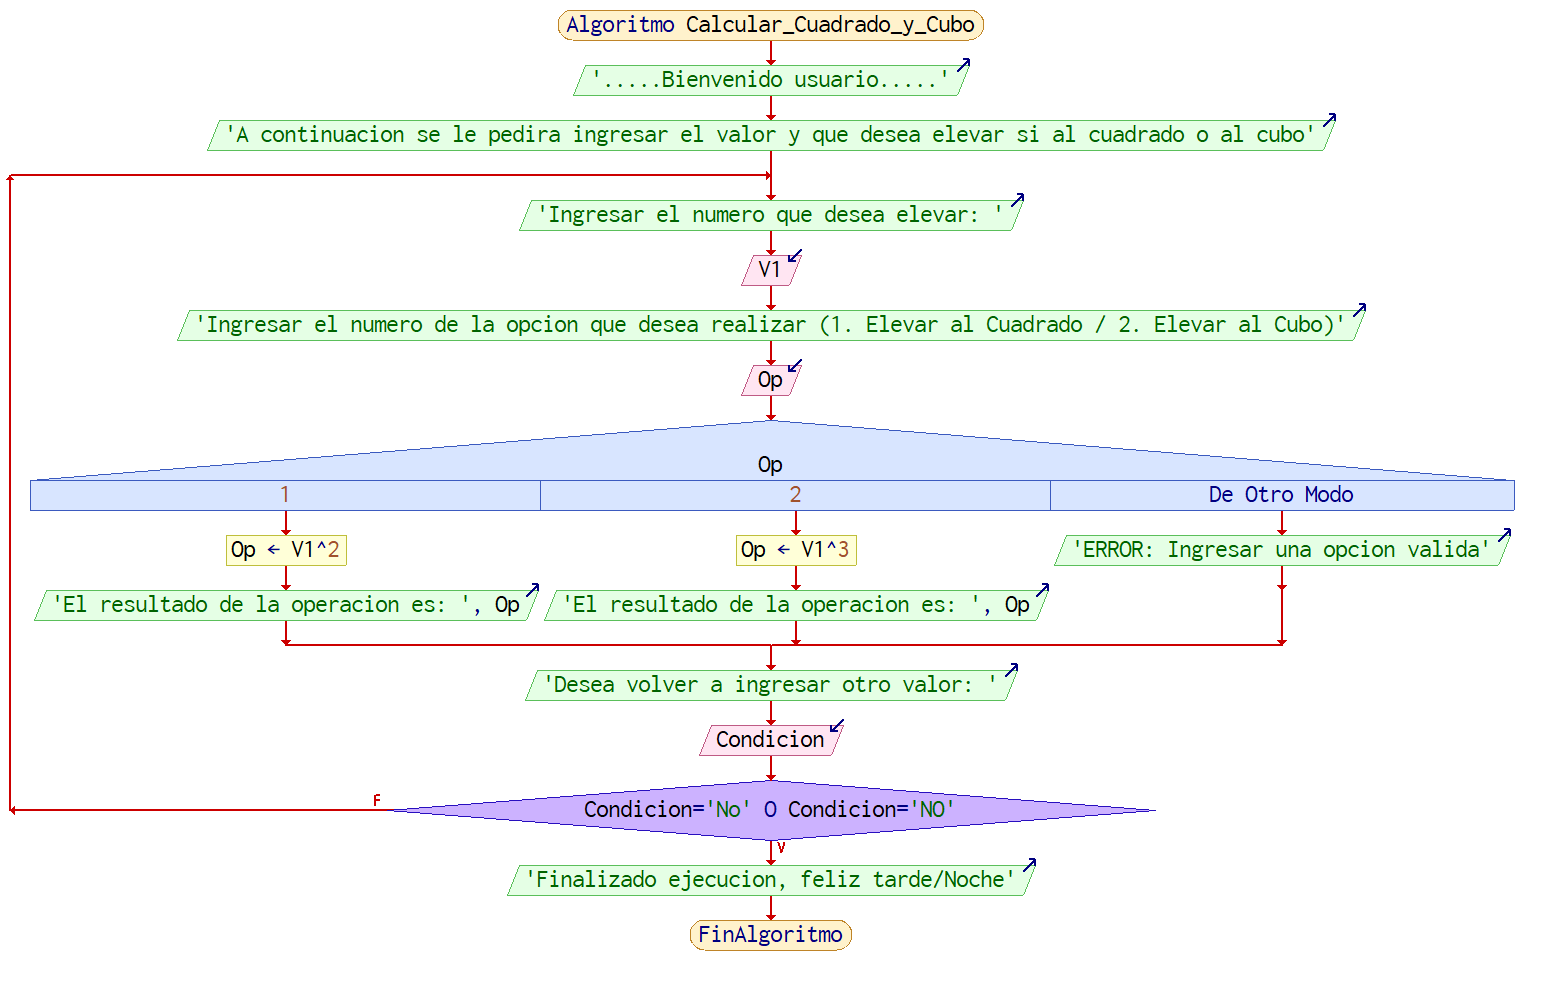 Algoritmo Calcular_Cuadrado_y_Cubo
'.....Bienvenido usuario.....'
'A continuacion se le pedira ingresar el valor y que desea elevar si al cuadrado o al cubo'
'Ingresar el numero que desea elevar: '
V1
'Ingresar el numero de la opcion que desea realizar (1. Elevar al Cuadrado / 2. Elevar al Cubo)'
Op
Op
1 2 De Otro Modo
Op ← V1^2 Op ← V1^3 'ERROR: Ingresar una opcion valida'
'El resultado de la operacion es: ', Op 'El resultado de la operacion es: ', Op
'Desea volver a ingresar otro valor: '
Condicion
F
Condicion='No' O Condicion='NO'
V
'Finalizado ejecucion, feliz tarde/Noche'
FinAlgoritmo